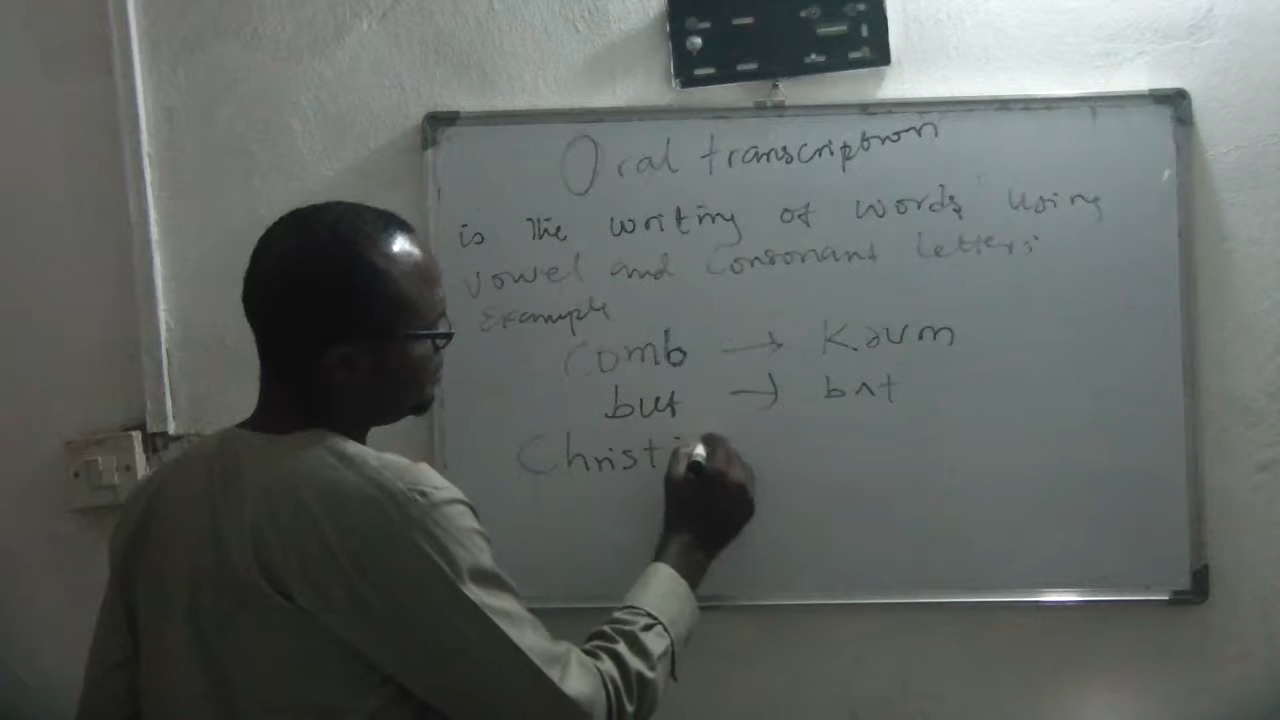 Oral transcription
is the writing of words using
vowel and Consonant Letters:
Example
Comb → Kəʊm
but → bʌt
Christi